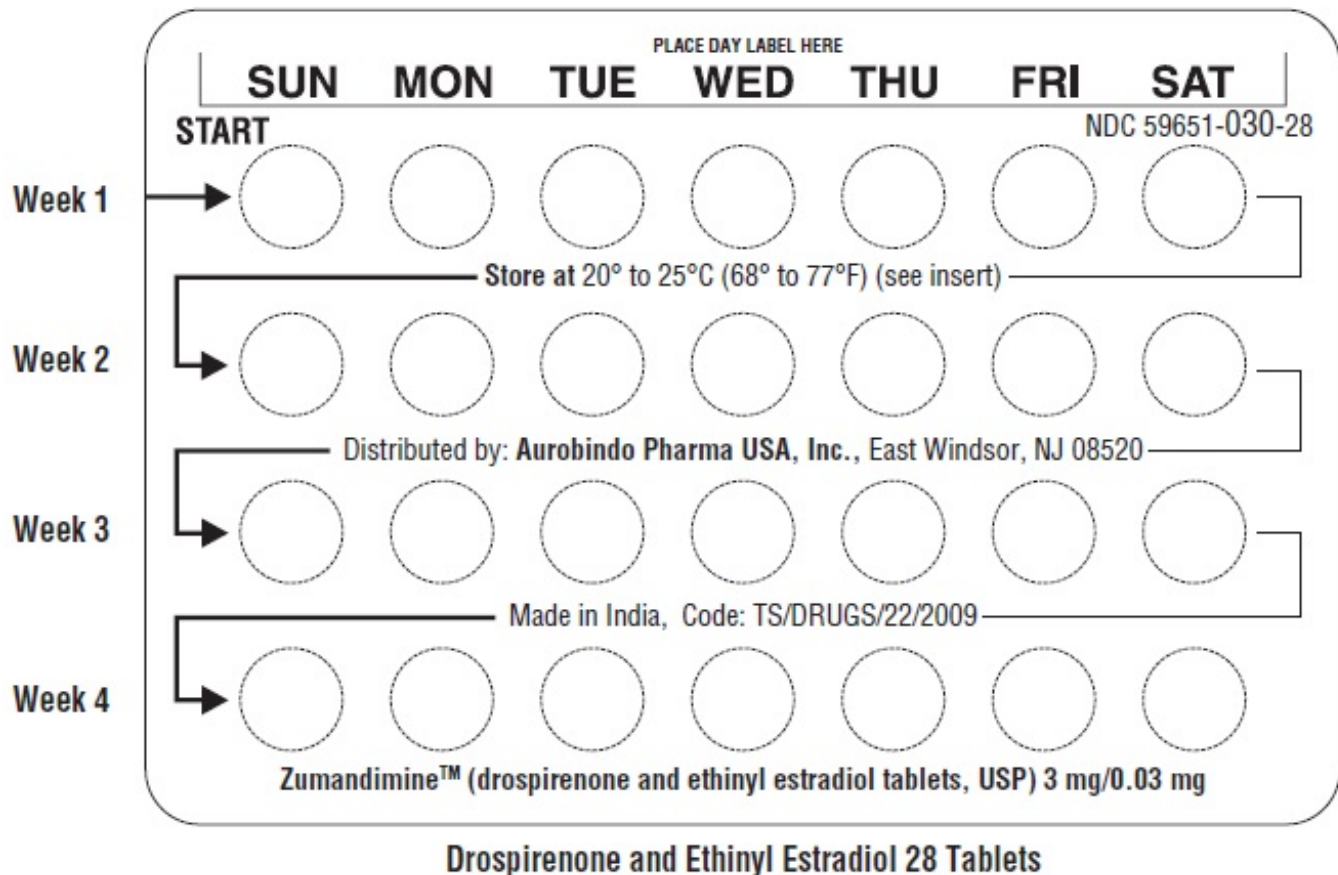 PLACE DAY LABEL HERE
SUN MON TUE WED THU FRI SAT
START
NDC 59651-030-28
Week 1
Store at 20° to 25°C (68° to 77°F) (see insert)
Week 2
Distributed by: Aurobindo Pharma USA, Inc., East Windsor, NJ 08520
Week 3
Made in India, Code: TS/DRUGS/22/2009
Week 4
Zumandimine™ (drospirenone and ethinyl estradiol tablets, USP) 3 mg/0.03 mg
Drospirenone and Ethinyl Estradiol 28 Tablets